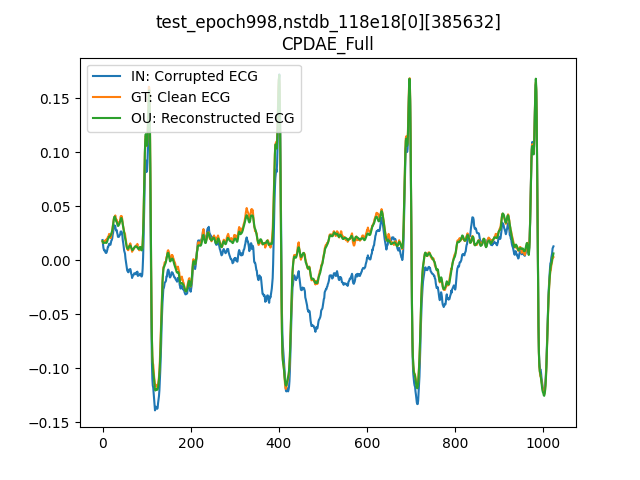 test_epoch998,nstdb_118e18[0][385632]
CPDAE_Full
IN: Corrupted ECG
GT: Clean ECG
OU: Reconstructed ECG
0.15
0.10
0.05
0.00
−0.05
−0.10
−0.15
0 200 400 600 800 1000